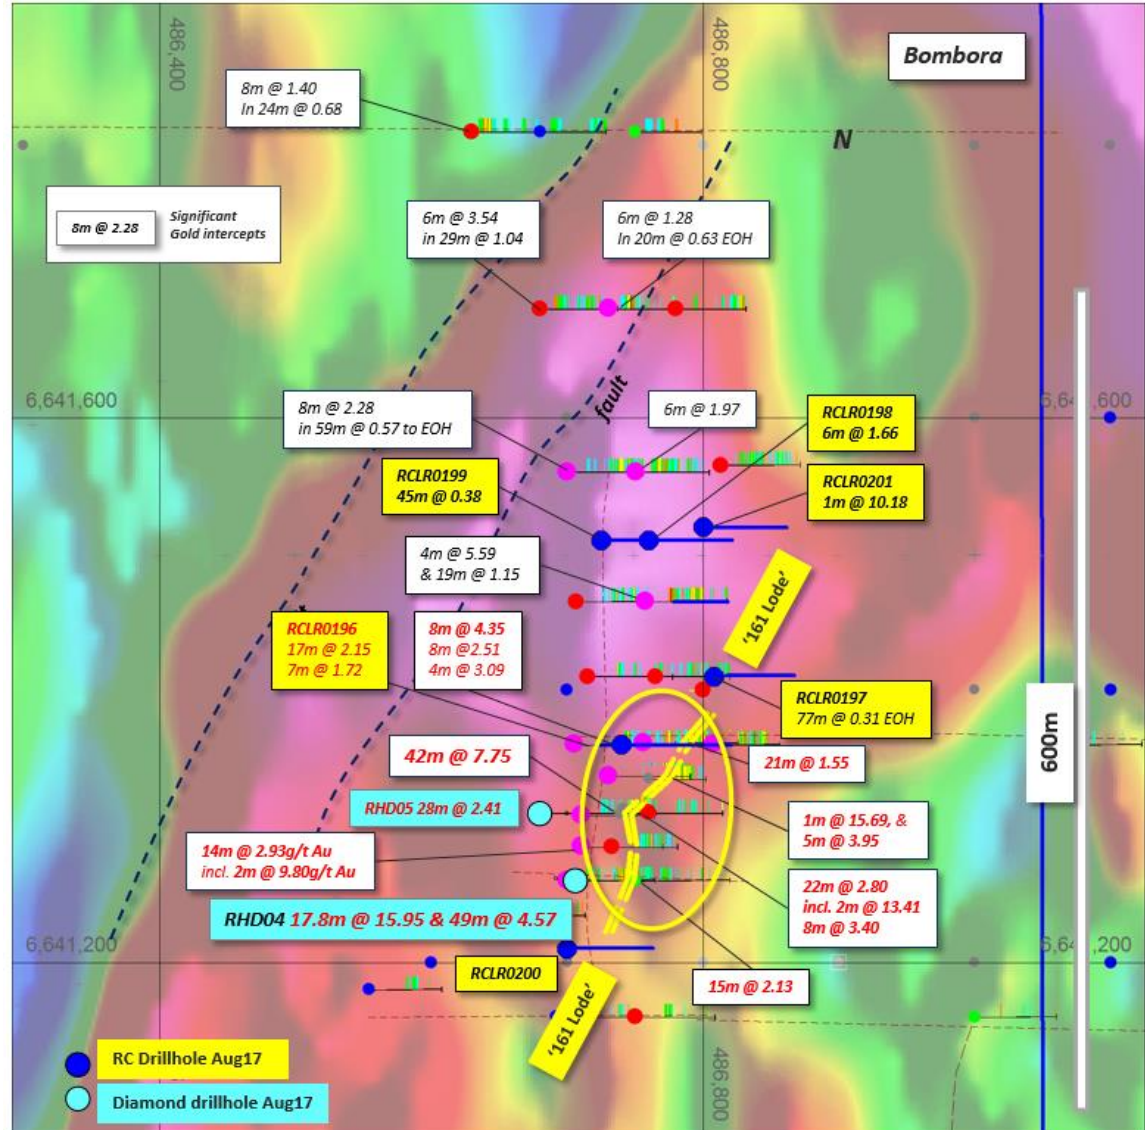 486,400
486,800
Bombora
8m @ 1.40
In 24m @ 0.68
N
8m @ 2.28
Significant
Gold intercepts
6m @ 3.54
in 29m @ 1.04
6m @ 1.28
In 20m @ 0.63 EOH
fault
6,641,600
8m @ 2.28
in 59m @ 0.57 to EOH
6m @ 1.97
RCLR0198
6m @ 1.66
RCLR0199
45m @ 0.38
RCLR0201
1m @ 10.18
4m @ 5.59
& 19m @ 1.15
'161 Lode'
RCLR0196
17m @ 2.15
7m @ 1.72
8m @ 4.35
8m @2.51
4m @ 3.09
RCLR0197
77m @ 0.31 EOH
600m
42m @ 7.75
21m @ 1.55
RHD05 28m @ 2.41
1m @ 15.69, &
5m @ 3.95
14m @ 2.93g/t Au
incl. 2m @ 9.80g/t Au
22m @ 2.80
incl. 2m @ 13.41
8m @ 3.40
RHD04 17.8m @ 15.95 & 49m @ 4.57
6,641,200
RCLR0200
15m @ 2.13
'161 Lode'
RC Drillhole Aug17
Diamond drillhole Aug17
486,800